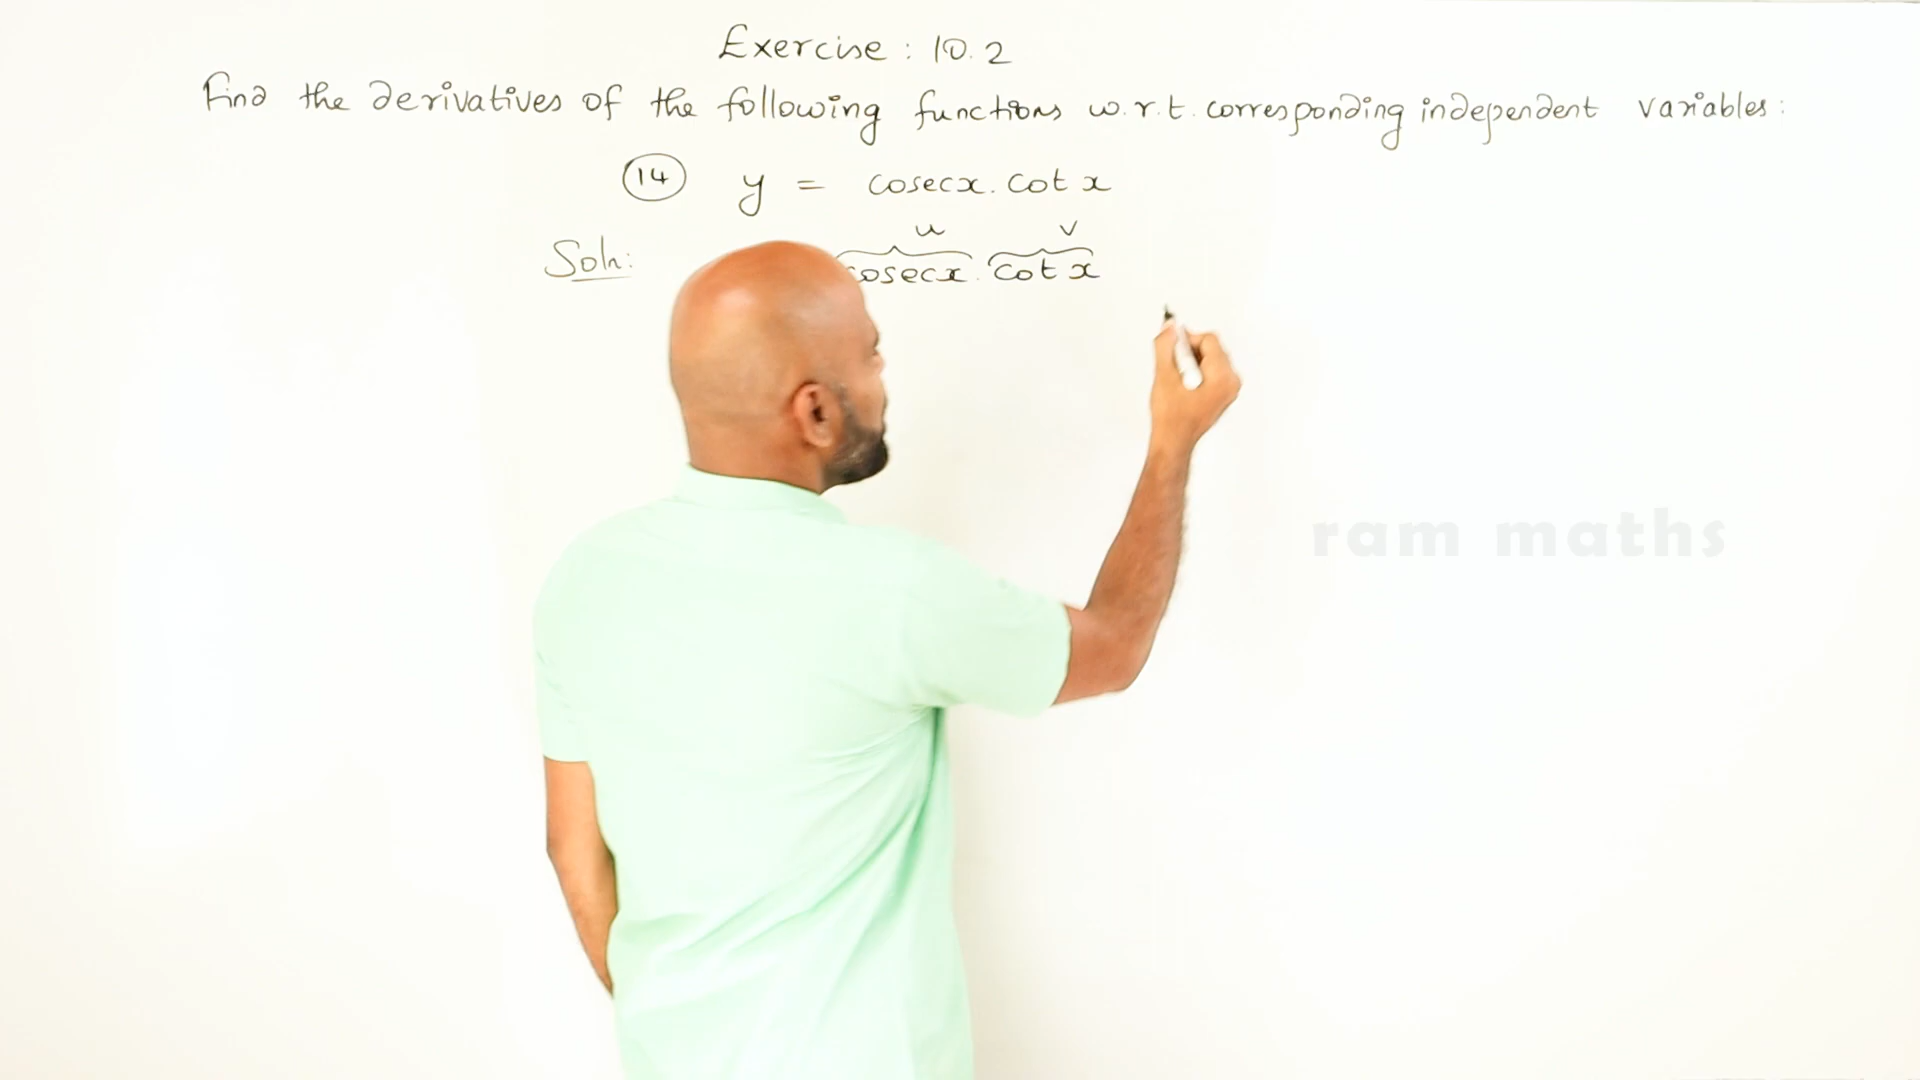 Exercise : 10.2
Find the derivatives of the following functions w.r.t. corresponding independent variables :
14 y = cosecx . cot x
u v
Soln: cosecx . cot x
ram maths